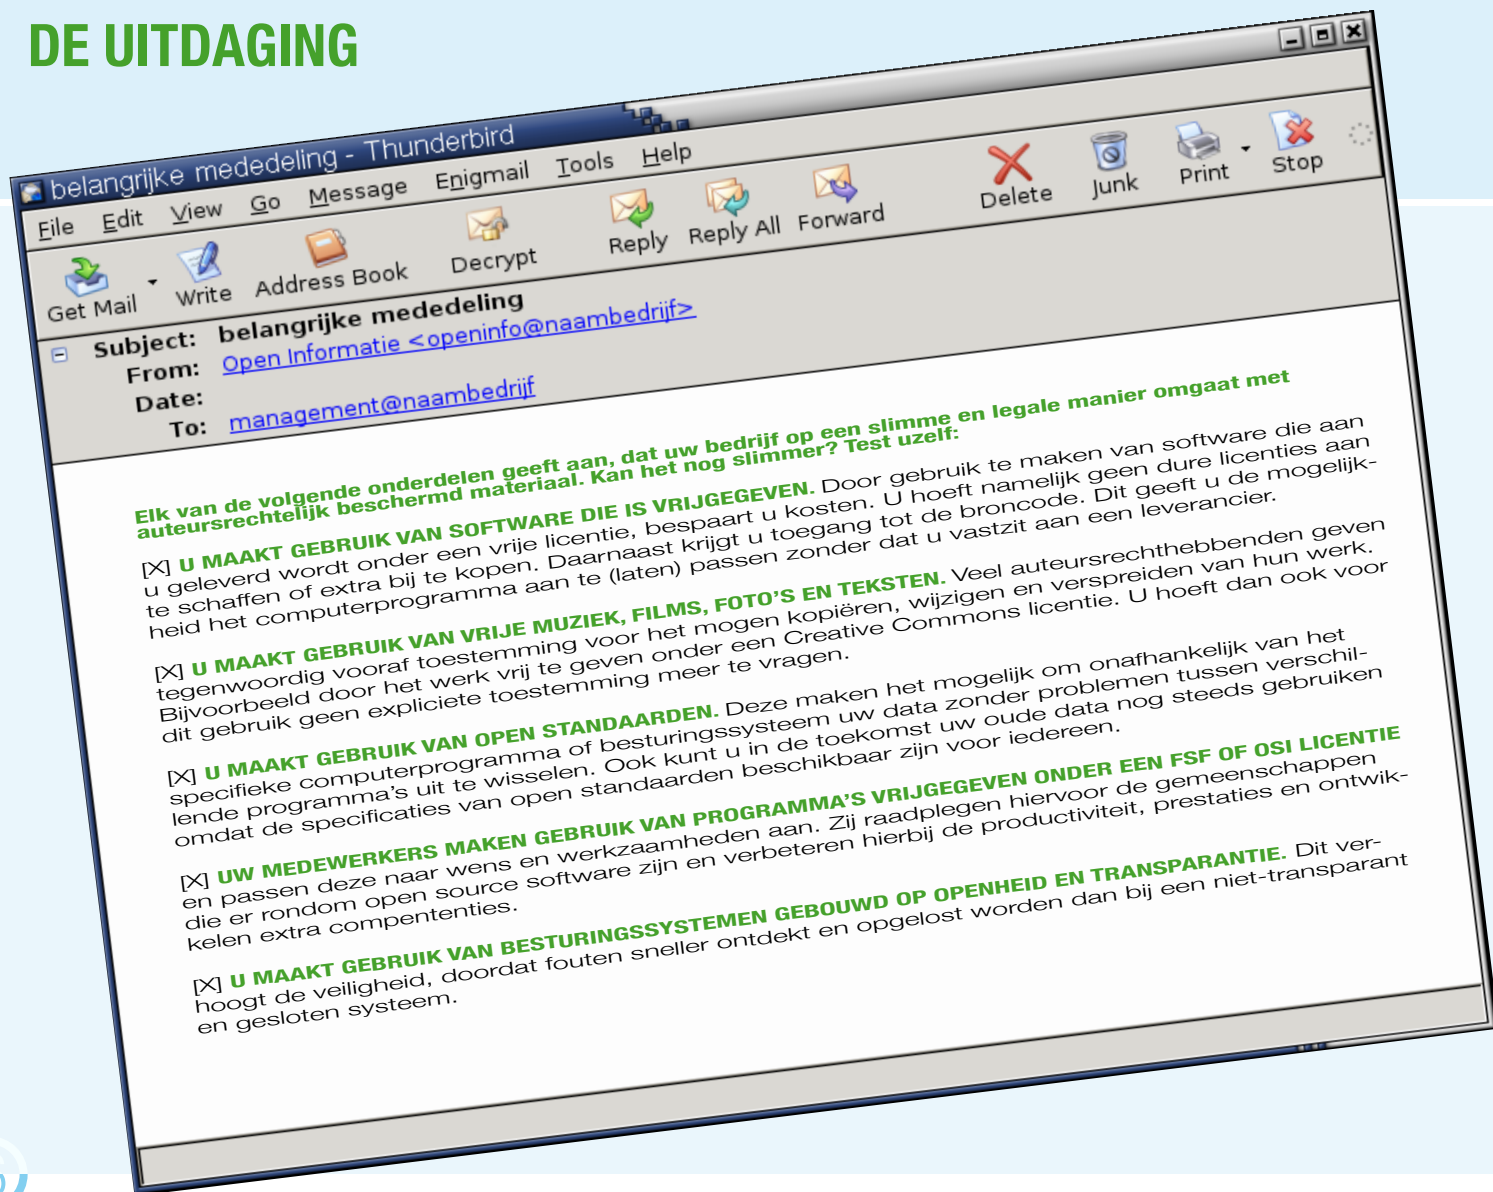 DE UITDAGING
belangrijke mededeling - Thunderbird
File Edit View Go Message Enigmail Tools Help
Get Mail Write Address Book Decrypt Reply Reply All Forward Delete Junk Print Stop
Subject: belangrijke mededeling
From: Open Informatie <openinfo@naambedrijf>
Date:
To: management@naambedrijf
Elk van de volgende onderdelen geeft aan, dat uw bedrijf op een slimme en legale manier omgaat met
auteursrechtelijk beschermd materiaal. Kan het nog slimmer? Test uzelf:
[X] U MAAKT GEBRUIK VAN SOFTWARE DIE IS VRIJGEGEVEN. Door gebruik te maken van software die aan
u geleverd wordt onder een vrije licentie, bespaart u kosten. U hoeft namelijk geen dure licenties aan
te schaffen of extra bij te kopen. Daarnaast krijgt u toegang tot de broncode. Dit geeft u de mogelijk-
heid het computerprogramma aan te (laten) passen zonder dat u vastzit aan een leverancier.
[X] U MAAKT GEBRUIK VAN VRIJE MUZIEK, FILMS, FOTO'S EN TEKSTEN. Veel auteursrechthebbenden geven
tegenwoordig vooraf toestemming voor het mogen kopiëren, wijzigen en verspreiden van hun werk.
Bijvoorbeeld door het werk vrij te geven onder een Creative Commons licentie. U hoeft dan ook voor
dit gebruik geen expliciete toestemming meer te vragen.
[X] U MAAKT GEBRUIK VAN OPEN STANDAARDEN. Deze maken het mogelijk om onafhankelijk van het
specifieke computerprogramma of besturingssysteem uw data zonder problemen tussen verschil-
lende programma's uit te wisselen. Ook kunt u in de toekomst uw oude data nog steeds gebruiken
omdat de specificaties van open standaarden beschikbaar zijn voor iedereen.
[X] UW MEDEWERKERS MAKEN GEBRUIK VAN PROGRAMMA'S VRIJGEGEVEN ONDER EEN FSF OF OSI LICENTIE
en passen deze naar wens en werkzaamheden aan. Zij raadplegen hiervoor de gemeenschappen
die er rondom open source software zijn en verbeteren hierbij de productiviteit, prestaties en ontwik-
kelen extra compententies.
[X] U MAAKT GEBRUIK VAN BESTURINGSSYSTEMEN GEBOUWD OP OPENHEID EN TRANSPARANTIE. Dit ver-
hoogt de veiligheid, doordat fouten sneller ontdekt en opgelost worden dan bij een niet-transparant
en gesloten systeem.